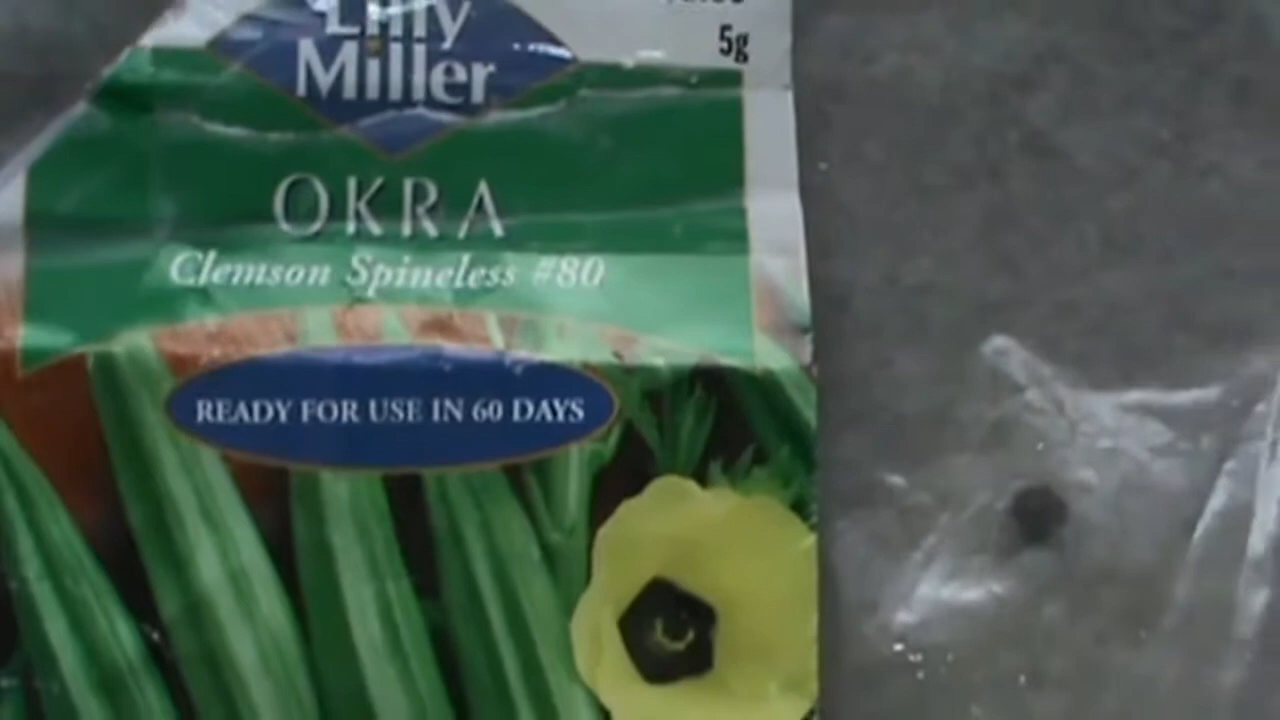 Lilly
Miller
5g
OKRA
Clemson Spineless #80
READY FOR USE IN 60 DAYS